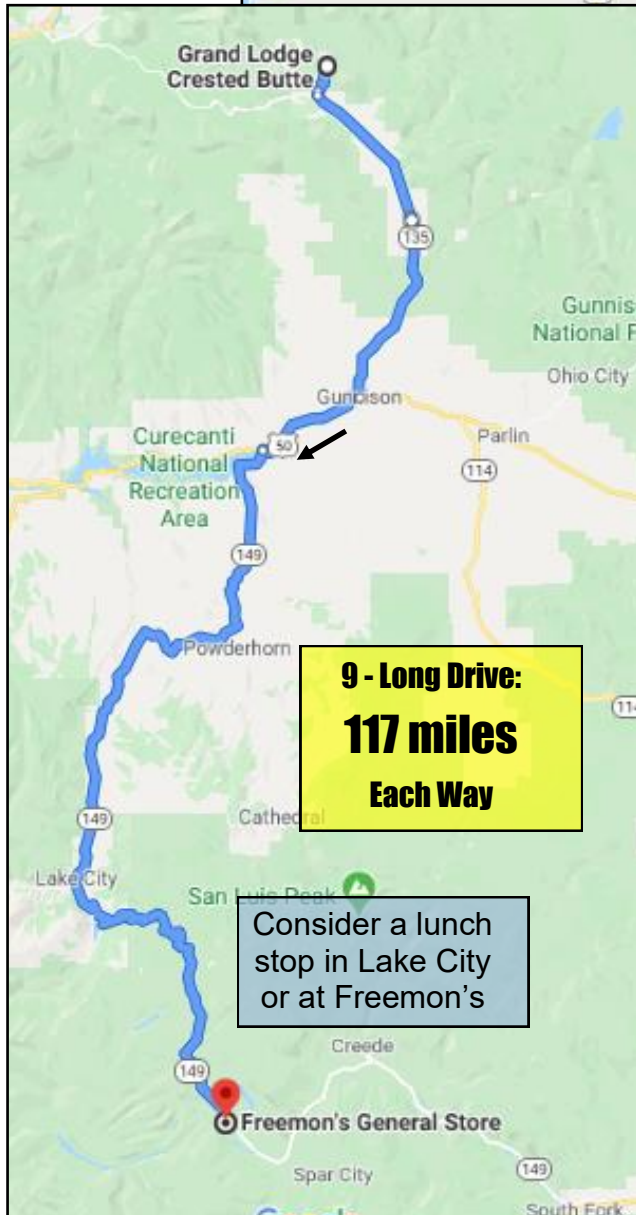 Grand Lodge
Crested Butte
135
Gunnis
National F
Ohio City
Gunnison
50
Parlin
Curecanti
National
Recreation
Area
114
149
Powderhorn
9 - Long Drive:
117 miles
Each Way
114
149
Cathedral
Lake City
San Luis Peak
Consider a lunch
stop in Lake City
or at Freemon’s
Creede
149
Freemon's General Store
Spar City
149
South Fork